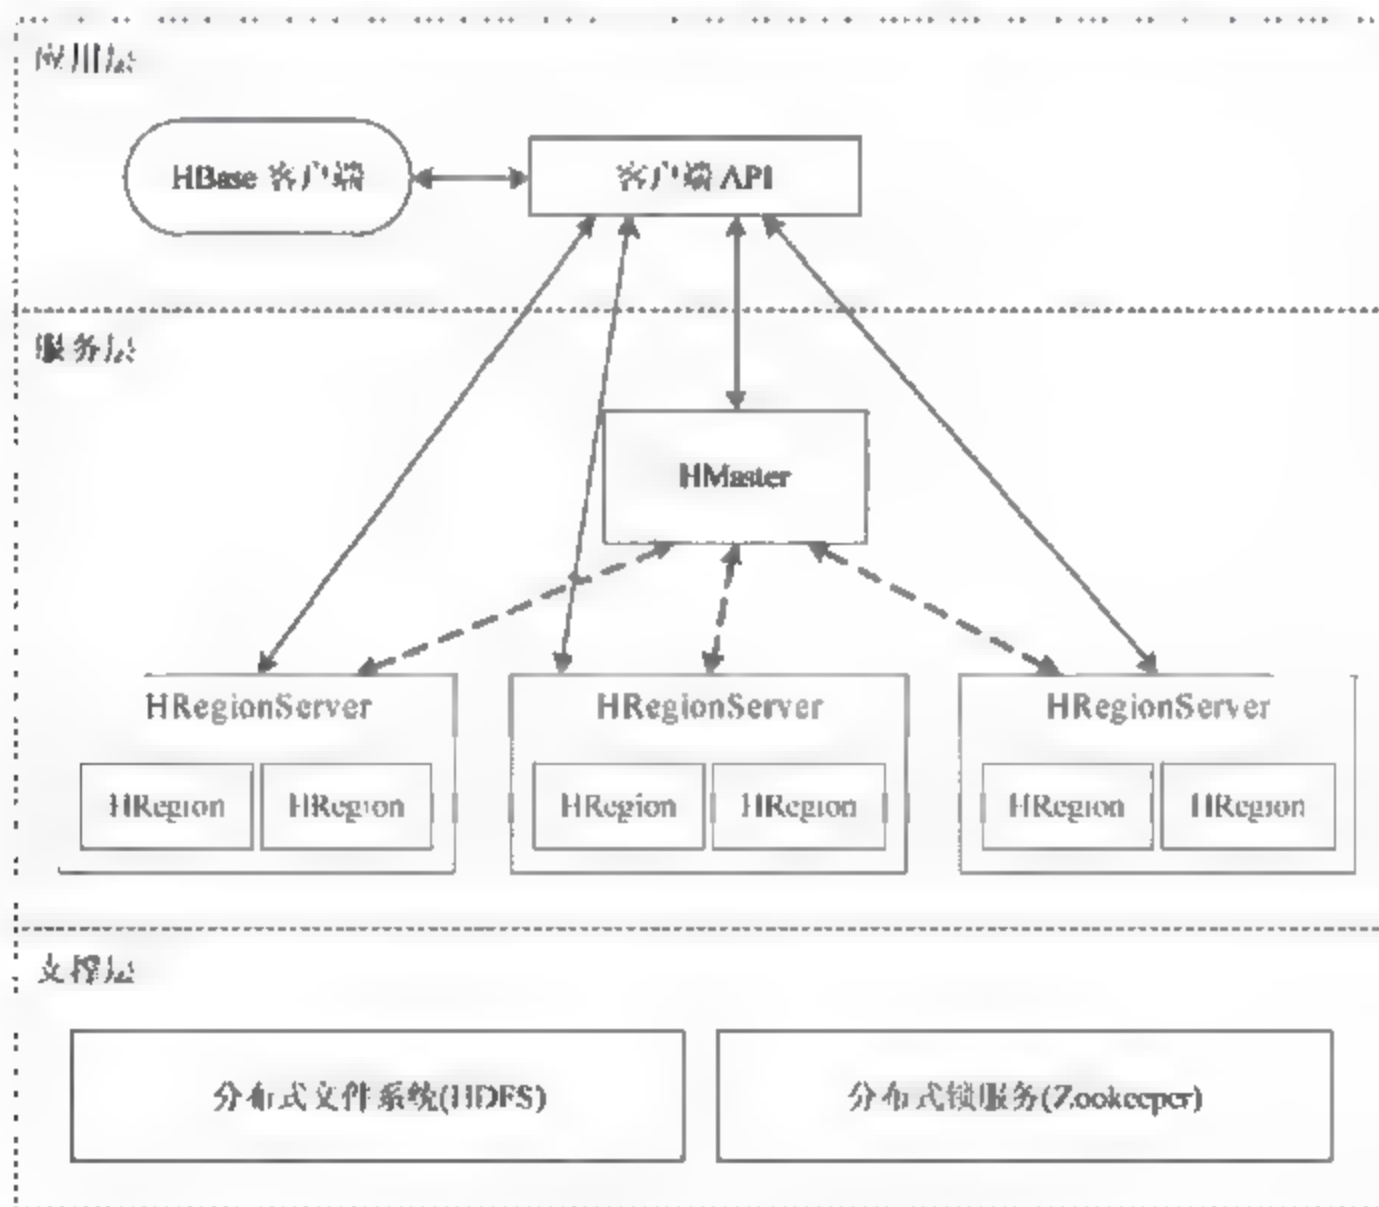 应用层
HBase 客户端
客户端 API
服务层
HMaster
HRegionServer
HRegionServer
HRegionServer
HRegion
HRegion
HRegion
HRegion
HRegion
HRegion
支撑层
分布式文件系统(HDFS)
分布式锁服务(Zookeeper)